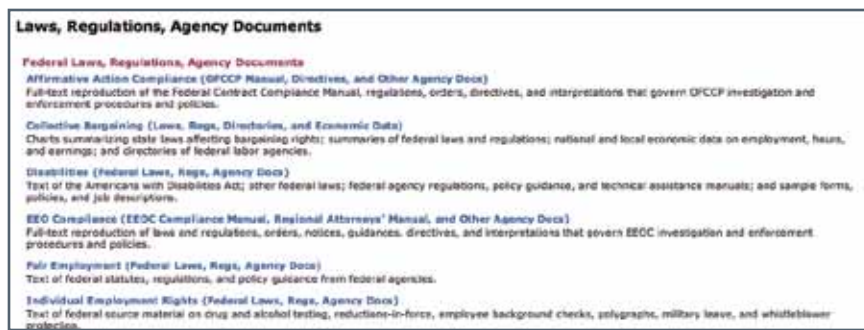 Laws, Regulations, Agency Documents
Federal Laws, Regulations, Agency Documents
Affirmative Action Compliance (OFCCP Manual, Directives, and Other Agency Docs)
Full-text reproduction of the Federal Contract Compliance Manual, regulations, orders, directives, and interpretations that govern OFCCP investigation and
enforcement procedures and policies.
Collective Bargaining (Laws, Regs, Directories, and Economic Data)
Charts summarizing state laws affecting bargaining rights; summaries of federal laws and regulations; national and local economic data on employment, hours,
and earnings; and directories of federal labor agencies.
Disabilities (Federal Laws, Regs, Agency Docs)
Text of the Americans with Disabilities Act; other federal laws; federal agency regulations, policy guidance, and technical assistance manuals; and sample forms,
policies, and job descriptions.
EEO Compliance (EEOC Compliance Manual, Regional Attorneys' Manual, and Other Agency Docs)
Full-text reproduction of laws and regulations, orders, notices, guidances, directives, and interpretations that govern EEOC investigation and enforcement
procedures and policies.
Fair Employment (Federal Laws, Regs, Agency Docs)
Text of federal statutes, regulations, and policy guidance from federal agencies.
Individual Employment Rights (Federal Laws, Regs, Agency Docs)
Text of federal source material on drug and alcohol testing, reductions-in-force, employee background checks, polygraphs, military leave, and whistleblower
protection.